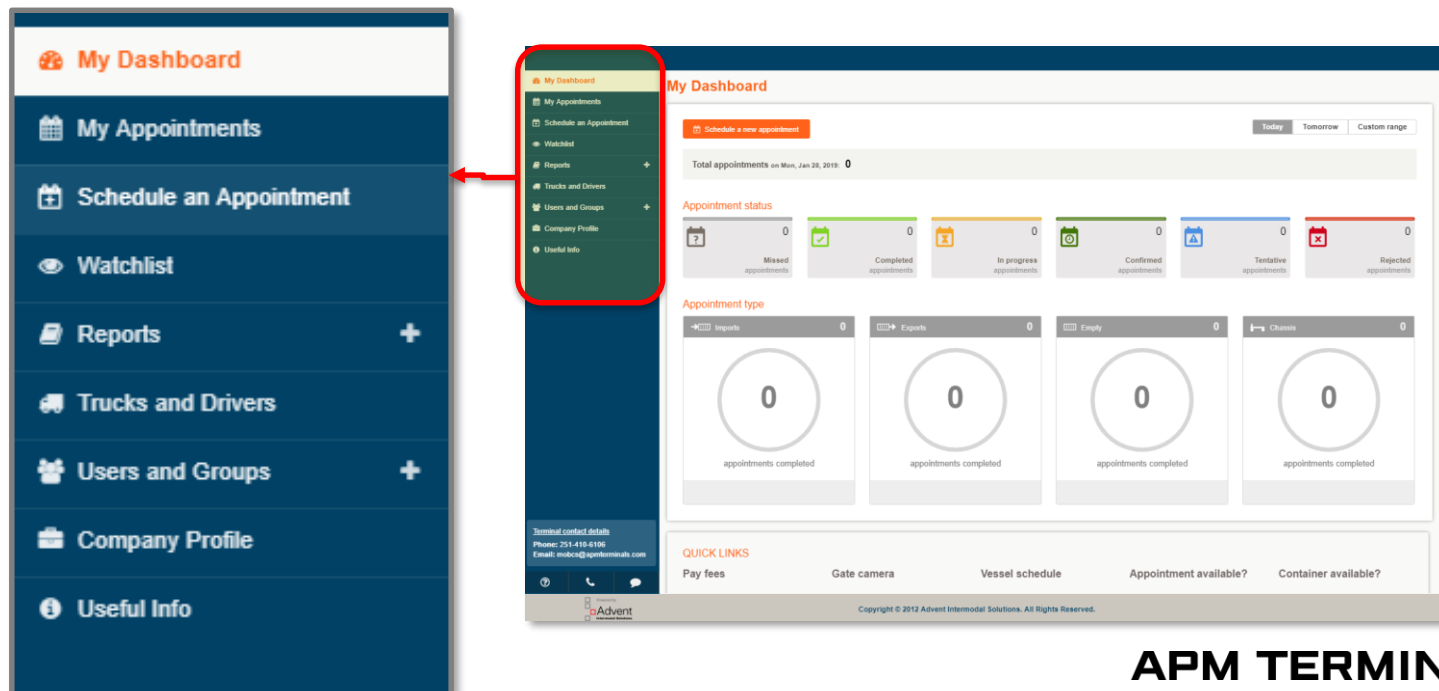 My Dashboard
My Appointments
Schedule an Appointment
Watchlist
Reports +
Trucks and Drivers
Users and Groups +
Company Profile
Useful Info
My Dashboard
My Appointments
Schedule an Appointment
Watchlist
Reports +
Trucks and Drivers
Users and Groups +
Company Profile
Useful Info
Terminal contact details
Phone: 251-410-6106
Email: mobcs@apmterminals.com
My Dashboard
Schedule a new appointment
Today Tomorrow Custom range
Total appointments on Mon, Jan 28, 2019: 0
Appointment status
0 0 0 0 0 0
Missed Completed In progress Confirmed Tentative Rejected
appointments appointments appointments appointments appointments appointments
Appointment type
Imports 0 Exports 0 Empty 0 Chassis 0
0 0 0 0
appointments completed appointments completed appointments completed appointments completed
QUICK LINKS
Pay fees Gate camera Vessel schedule Appointment available? Container available?
Powered by
Advent
Intermodal Solutions
Copyright © 2012 Advent Intermodal Solutions. All Rights Reserved.
APM TERMIN